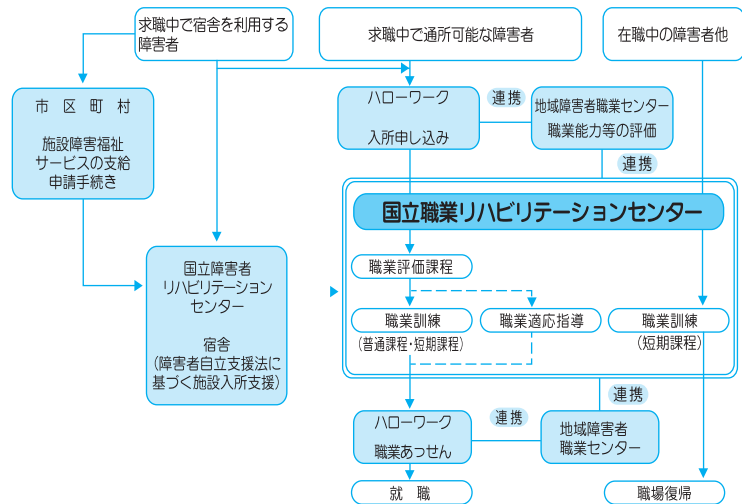 求職中で宿舎を利用する
障害者
求職中で通所可能な障害者
在職中の障害者他
市区町村
施設障害福祉
サービスの支給
申請手続き
ハローワーク
入所申し込み
連携
地域障害者職業センター
職業能力等の評価
連携
国立職業リハビリテーションセンター
職業評価課程
国立障害者
リハビリテーション
センター
宿舎
(障害者自立支援法に
基づく施設入所支援)
職業訓練
(普通課程・短期課程)
職業適応指導
職業訓練
(短期課程)
連携
ハローワーク
職業あっせん
連携
地域障害者
職業センター
就職
職場復帰